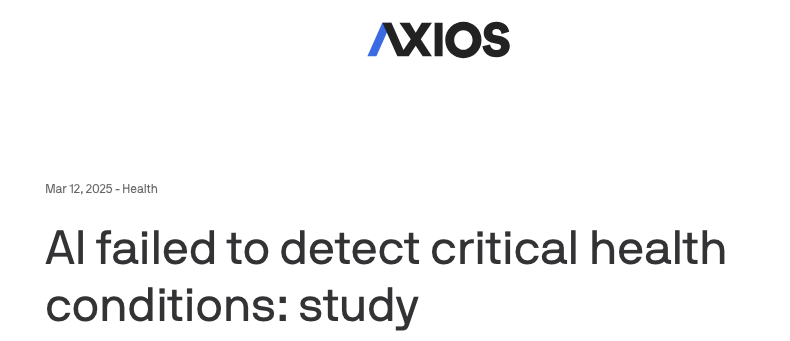 AXIOS
Mar 12, 2025 - Health
AI failed to detect critical health
conditions: study